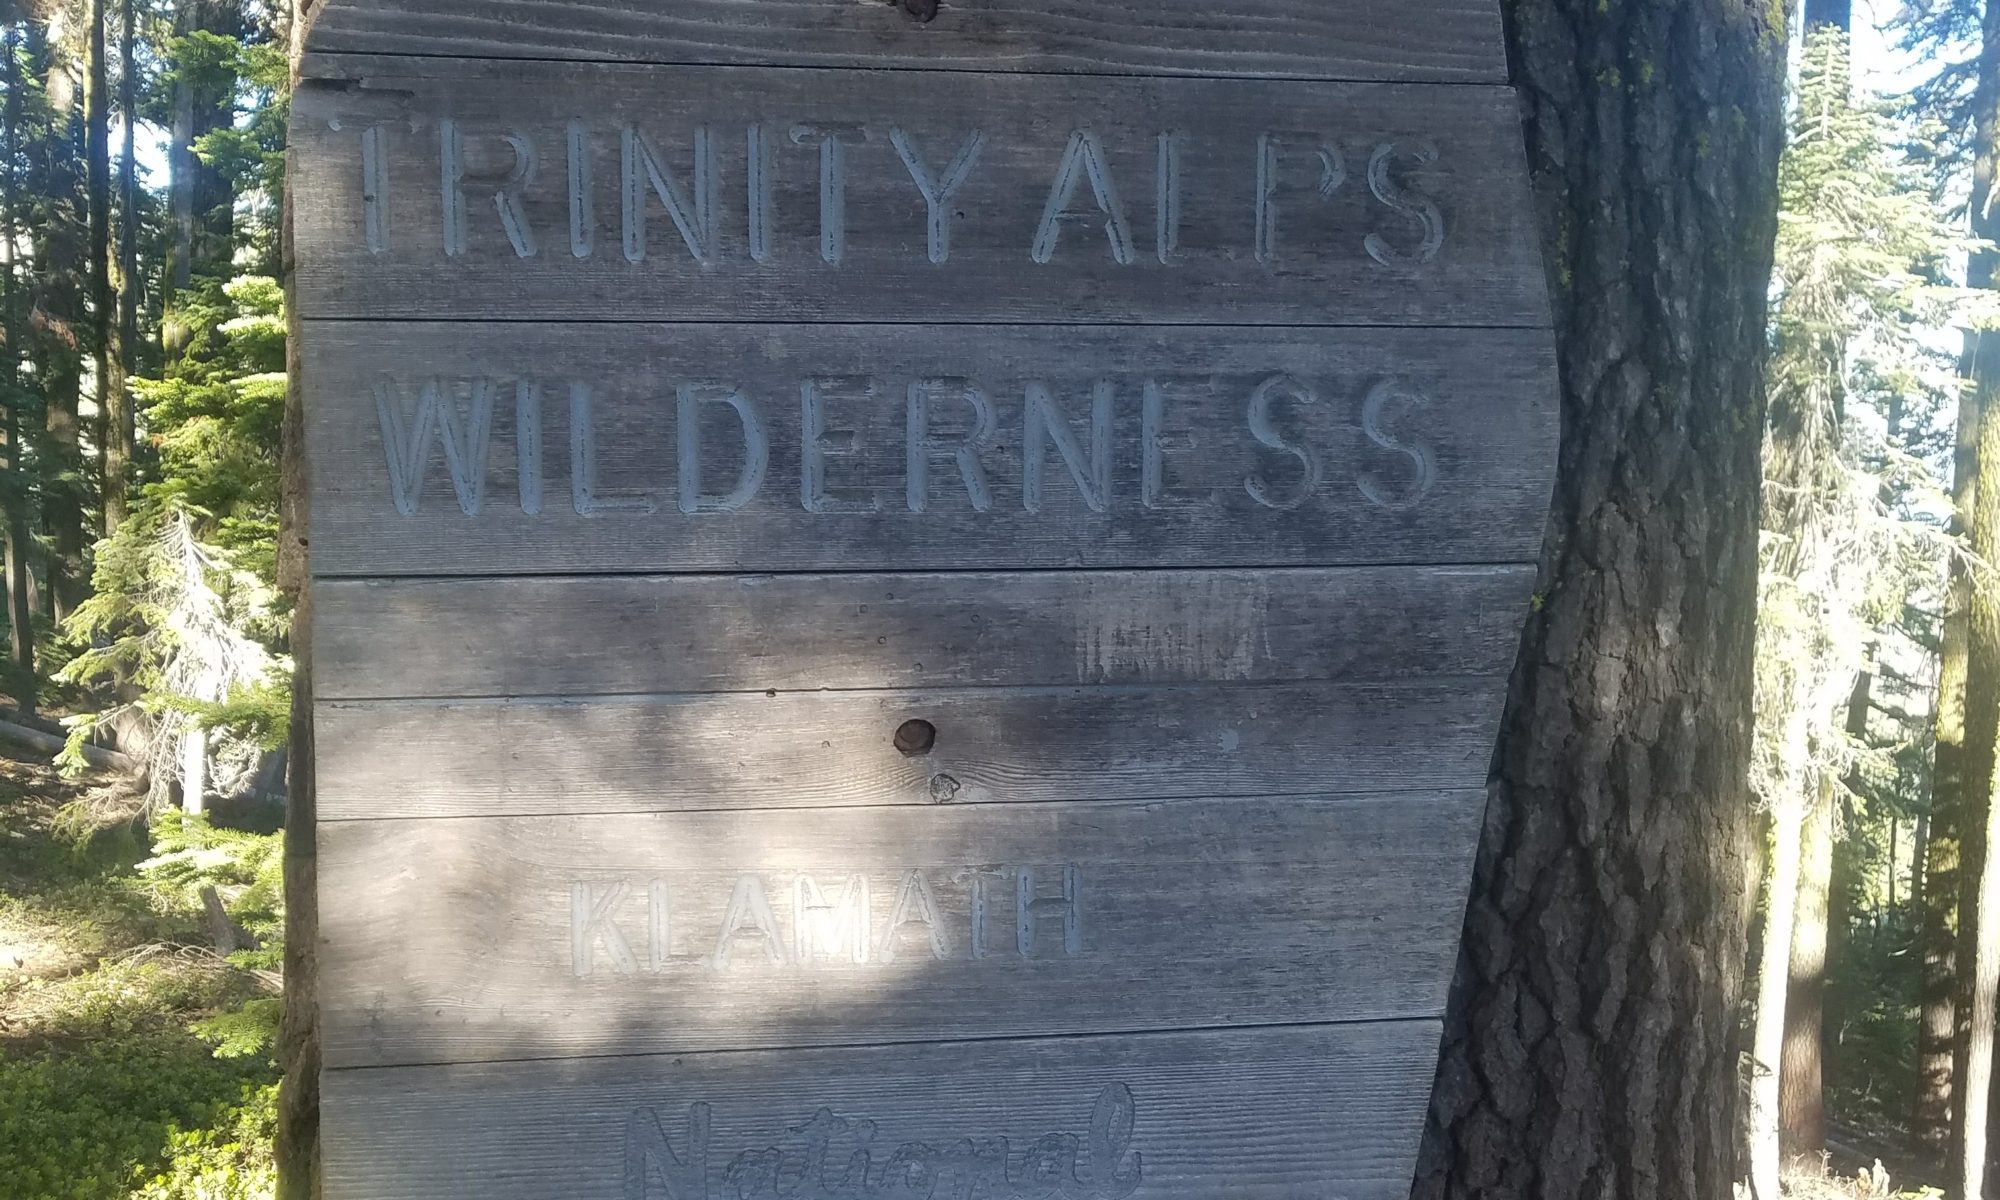 TRINITY ALPS
WILDERNESS
KLAMATH
National